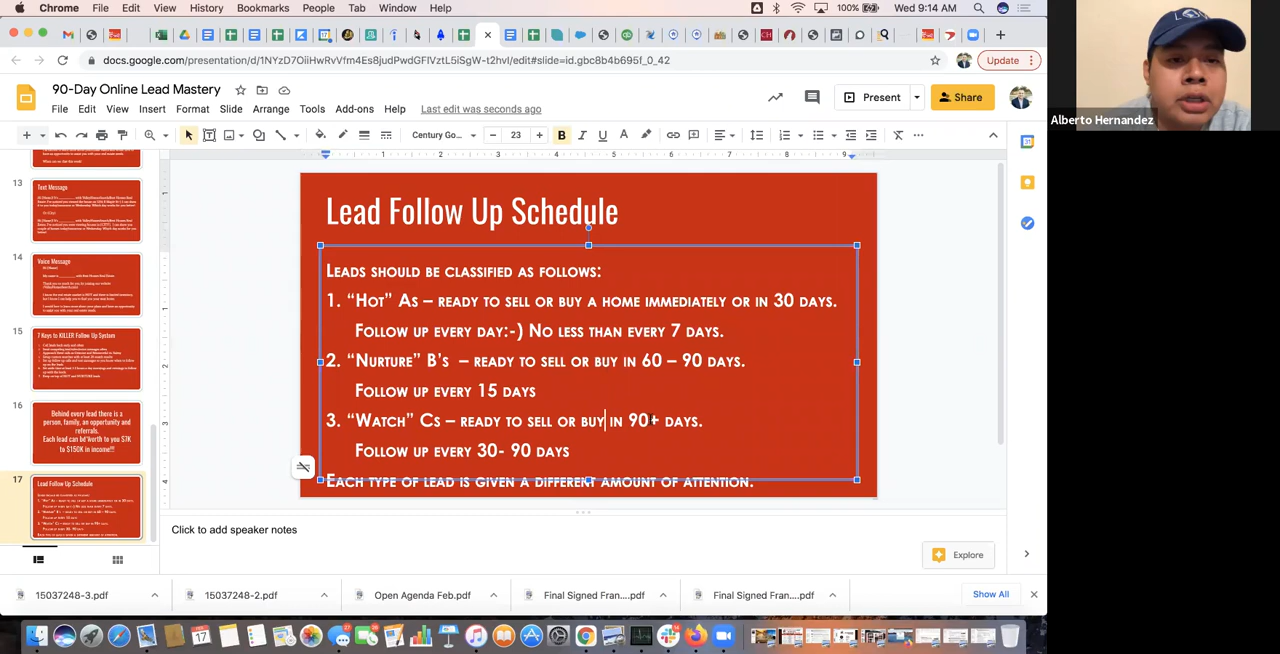 Chrome File Edit View History Bookmarks People Tab Window Help
100% Wed 9:14 AM
docs.google.com/presentation/d/1NYzD7OliHwRvVfm4Es8judPwdGFIVztL5iSgW-t2hvI/edit#slide=id.gbc8b4b695f_0_42
Update
90-Day Online Lead Mastery
File Edit View Insert Format Slide Arrange Tools Add-ons Help Last edit was seconds ago
Present
Share
Century Go... 23
Alberto Hernandez
13
Text Message
14
Voice Message
15
7 Keys to KILLER Follow Up System
16
Behind every lead there is a
person, family, an opportunity and
referrals.
Each lead can be worth to you $7K
to $150K in income!!!
17
Lead Follow Up Schedule
Lead Follow Up Schedule
Leads should be classified as follows:
1. “Hot” As – ready to sell or buy a home immediately or in 30 days.
Follow up every day:-) No less than every 7 days.
2. “Nurture” B’s – ready to sell or buy in 60 – 90 days.
Follow up every 15 days
3. “Watch” Cs – ready to sell or buy in 90+ days.
Follow up every 30- 90 days
Each type of lead is given a different amount of attention.
Click to add speaker notes
Explore
15037248-3.pdf
15037248-2.pdf
Open Agenda Feb.pdf
Final Signed Fran....pdf
Final Signed Fran....pdf
Show All